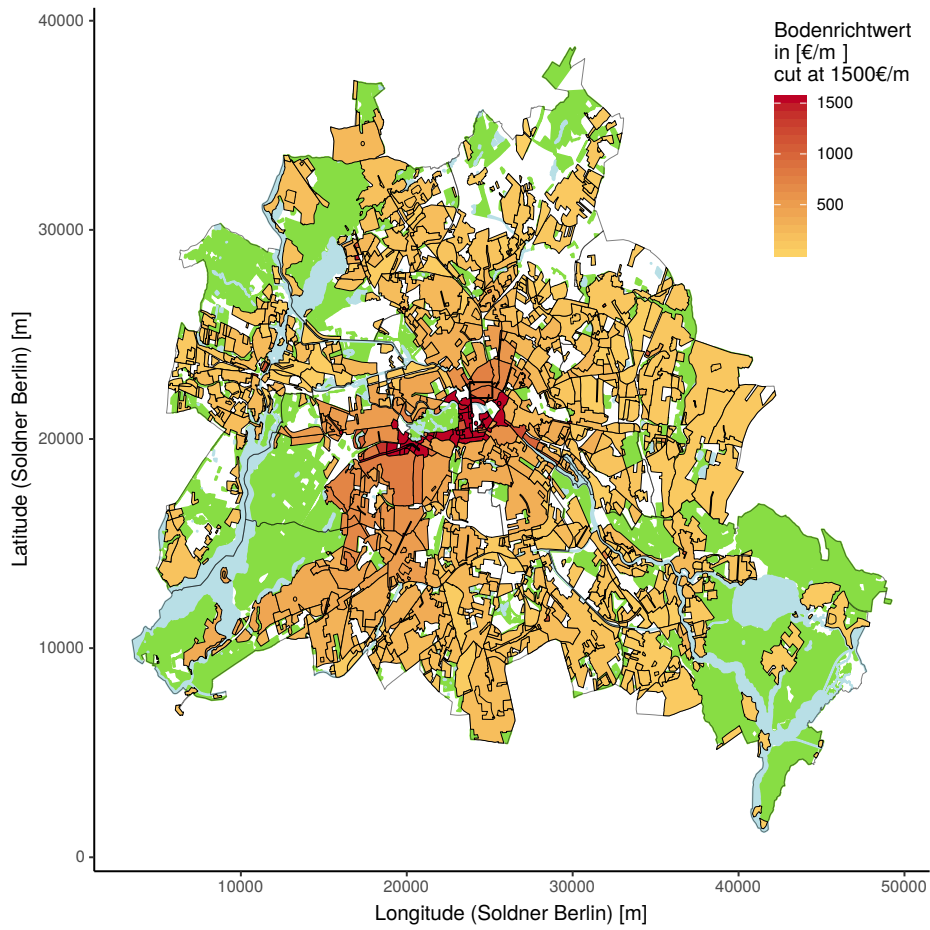 Bodenrichtwert
in [€/m ]
cut at 1500€/m
1500
1000
500
40000
30000
20000
10000
0
Latitude (Soldner Berlin) [m]
10000 20000 30000 40000 50000
Longitude (Soldner Berlin) [m]